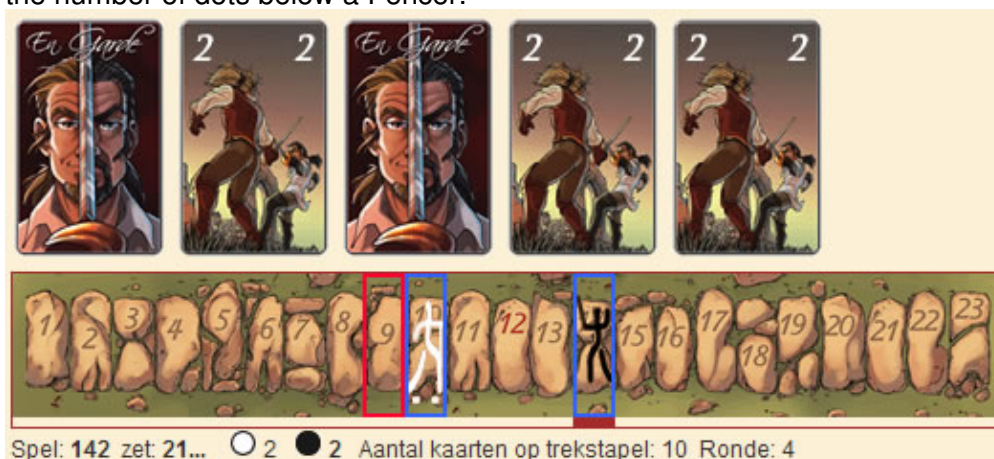 the number of dots below a Fencer.
En Garde 2 2 En Garde 2 2 2 2
1 2 3 4 5 6 7 8 9 10 11 12 13 15 16 17 18 19 20 21 22 23
Spel: 142 zet: 21... 2 2 Aantal kaarten op trekstapel: 10 Ronde: 4